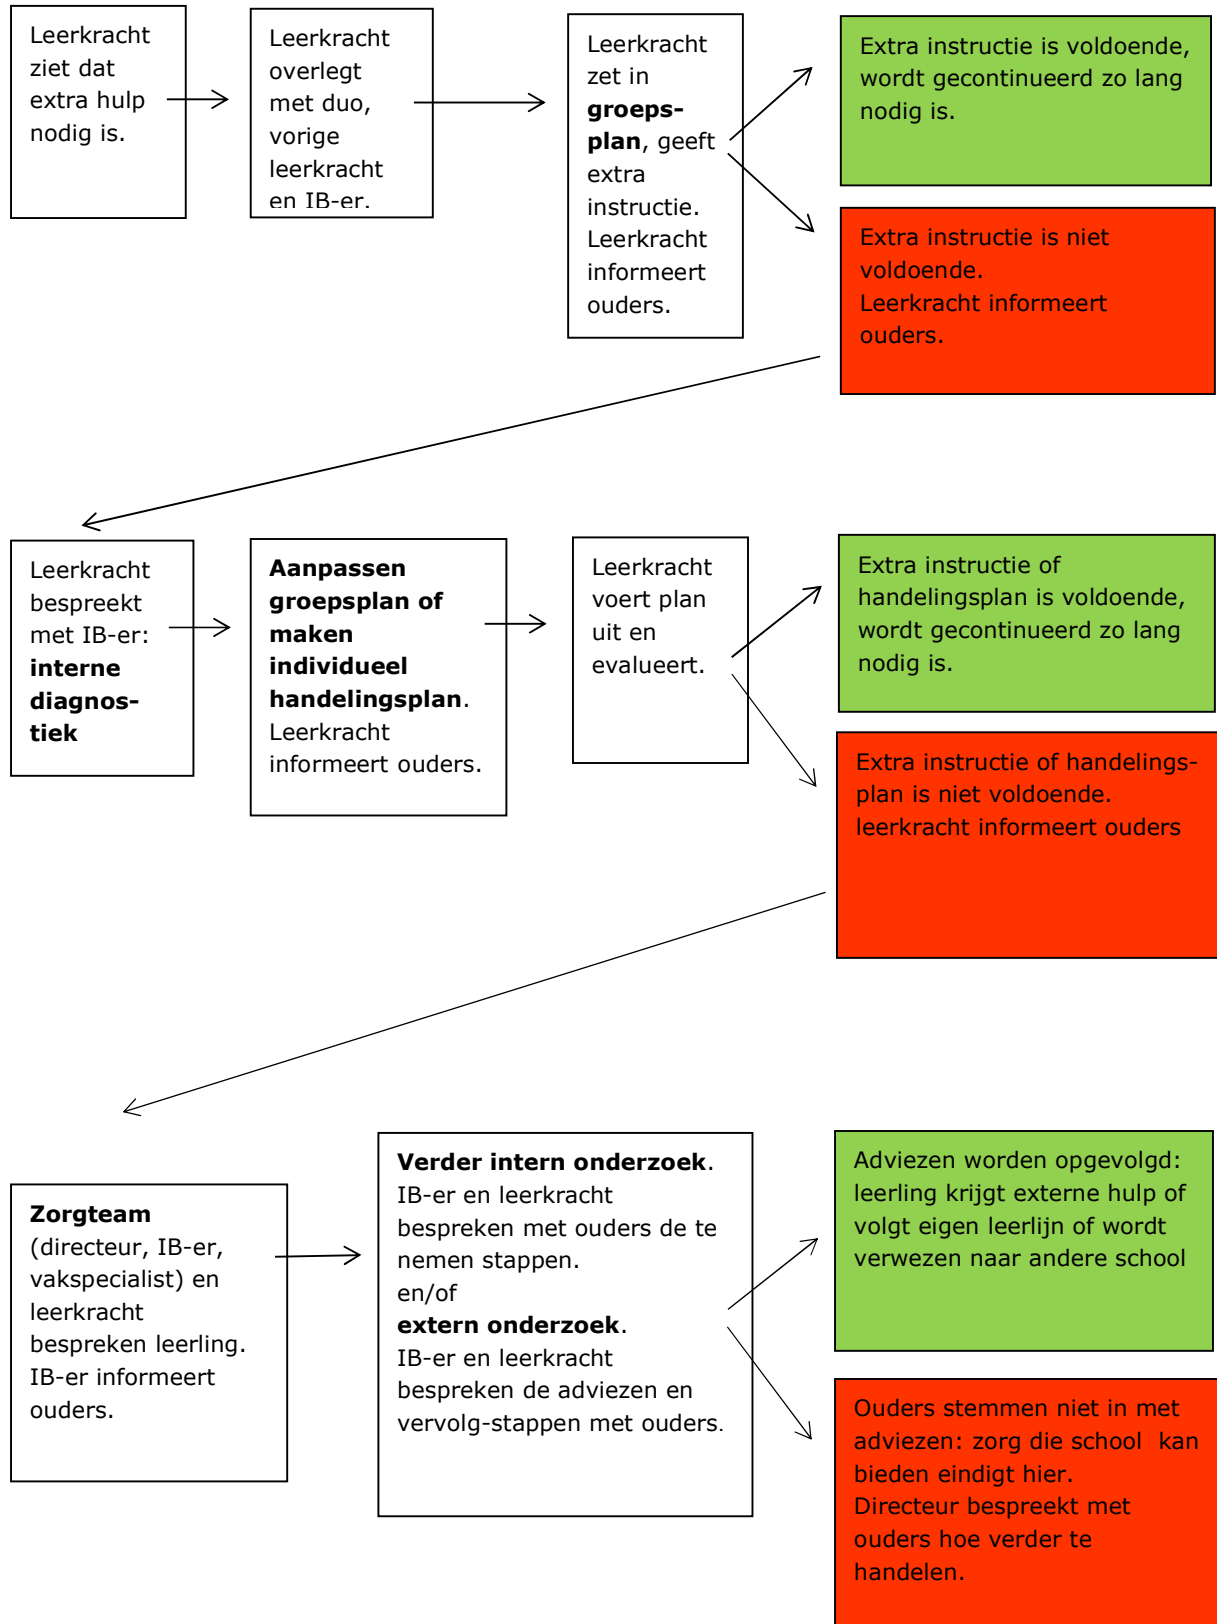 Leerkracht
ziet dat
extra hulp
nodig is.
Leerkracht
overlegt
met duo,
vorige
leerkracht
en IB-er.
Leerkracht
zet in
groeps-
plan, geeft
extra
instructie.
Leerkracht
informeert
ouders.
Extra instructie is voldoende,
wordt gecontinueerd zo lang
nodig is.
Extra instructie is niet
voldoende.
Leerkracht informeert
ouders.
Leerkracht
bespreekt
met IB-er:
interne
diagnos-
tiek
Aanpassen
groepsplan of
maken
individueel
handelingsplan.
Leerkracht
informeert ouders.
Leerkracht
voert plan
uit en
evalueert.
Extra instructie of
handelingsplan is voldoende,
wordt gecontinueerd zo lang
nodig is.
Extra instructie of handelings-
plan is niet voldoende.
leerkracht informeert ouders
Zorgteam
(directeur, IB-er,
vakspecialist) en
leerkracht
bespreken leerling.
IB-er informeert
ouders.
Verder intern onderzoek.
IB-er en leerkracht
bespreken met ouders de te
nemen stappen.
en/of
extern onderzoek.
IB-er en leerkracht
bespreken de adviezen en
vervolg-stappen met ouders.
Adviezen worden opgevolgd:
leerling krijgt externe hulp of
volgt eigen leerlijn of wordt
verwezen naar andere school
Ouders stemmen niet in met
adviezen: zorg die school  kan
bieden eindigt hier.
Directeur bespreekt met
ouders hoe verder te
handelen.